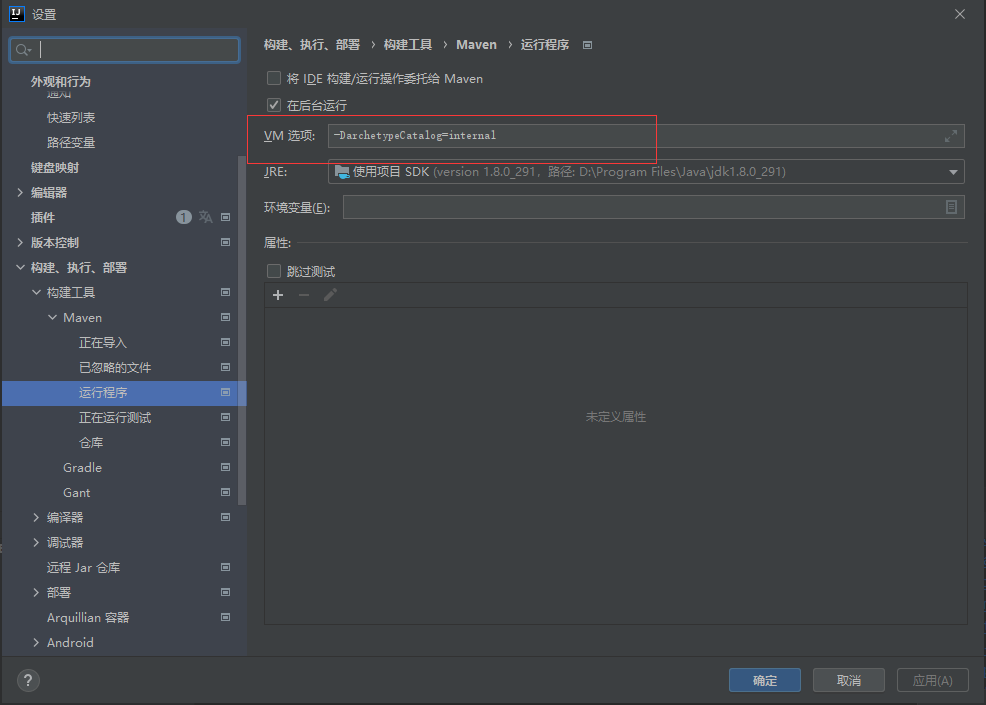 IJ 设置
外观和行为
通知
快速列表
路径变量
键盘映射
编辑器
插件 1
版本控制
构建、执行、部署
构建工具
Maven
正在导入
已忽略的文件
运行程序
正在运行测试
仓库
Gradle
Gant
编译器
调试器
远程 Jar 仓库
部署
Arquillian 容器
Android
构建、执行、部署 › 构建工具 › Maven › 运行程序
将 IDE 构建/运行操作委托给 Maven
在后台运行
VM 选项: -DarchetypeCatalog=internal
JRE: 使用项目 SDK (version 1.8.0_291, 路径: D:\Program Files\Java\jdk1.8.0_291)
环境变量(E):
属性:
跳过测试
未定义属性
? 确定 取消 应用(A)